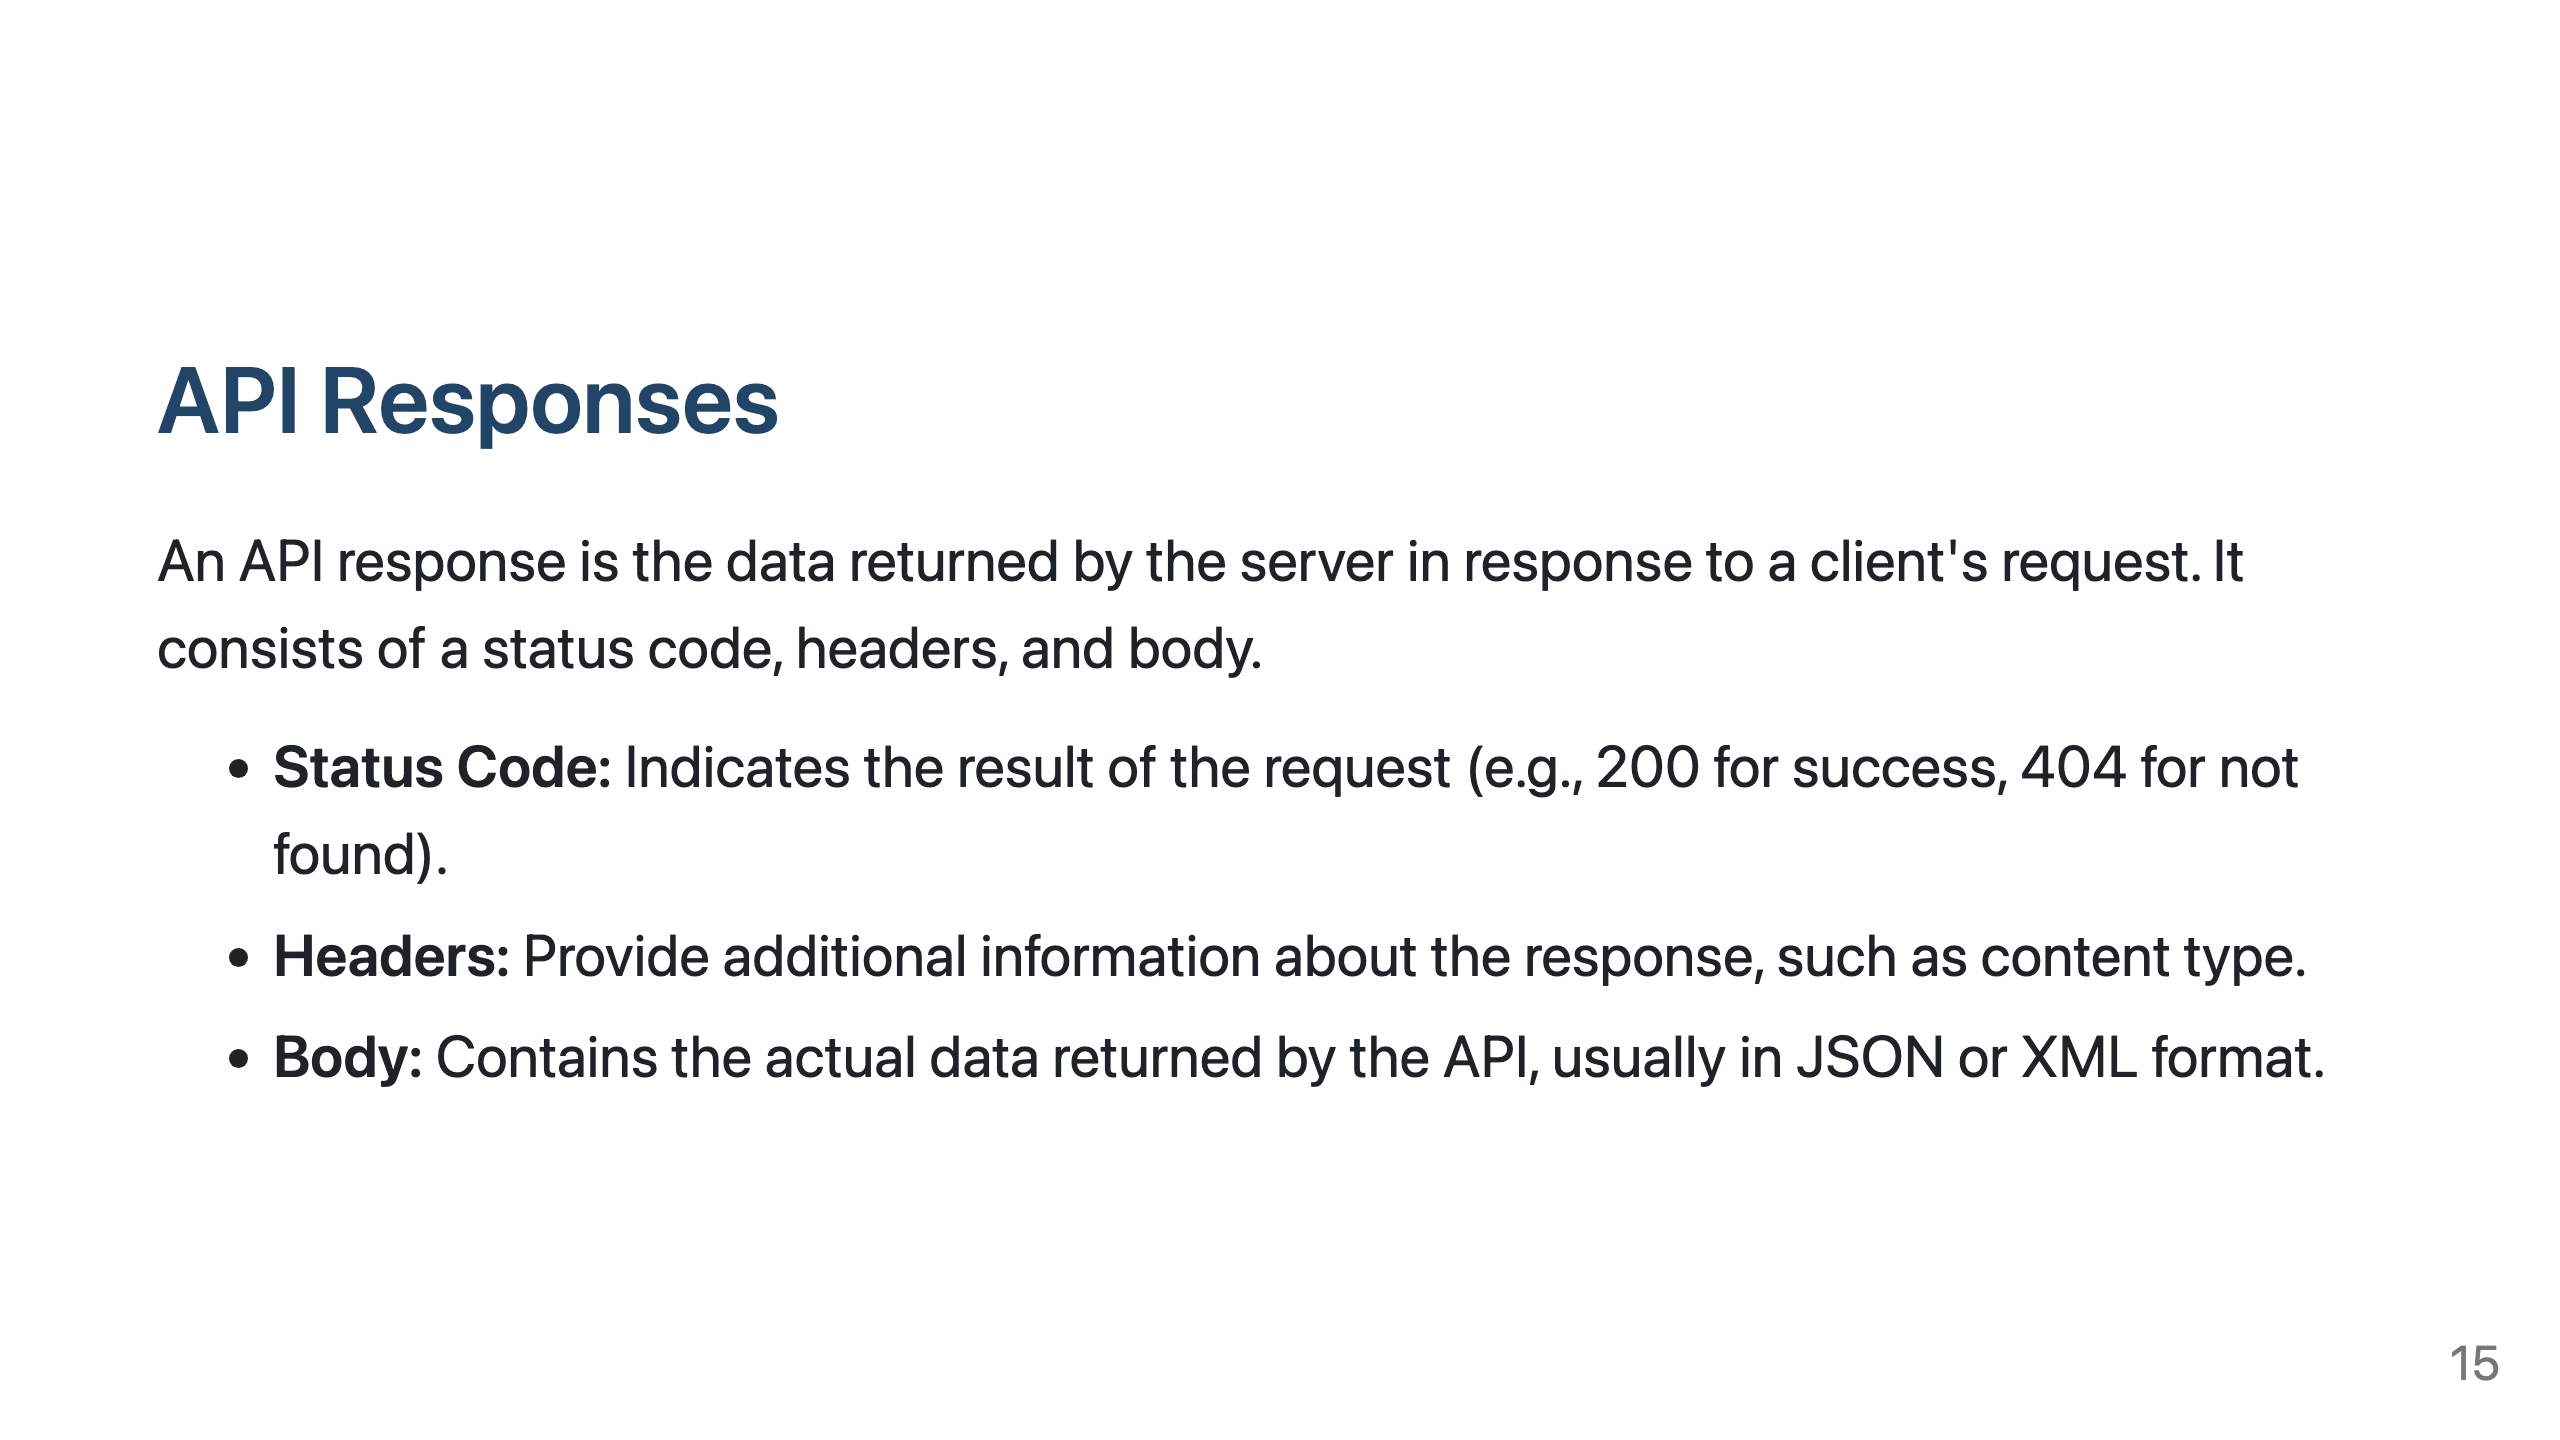 API Responses
An API response is the data returned by the server in response to a client's request. It
consists of a status code, headers, and body.
• Status Code: Indicates the result of the request (e.g., 200 for success, 404 for not
found).
• Headers: Provide additional information about the response, such as content type.
• Body: Contains the actual data returned by the API, usually in JSON or XML format.
15